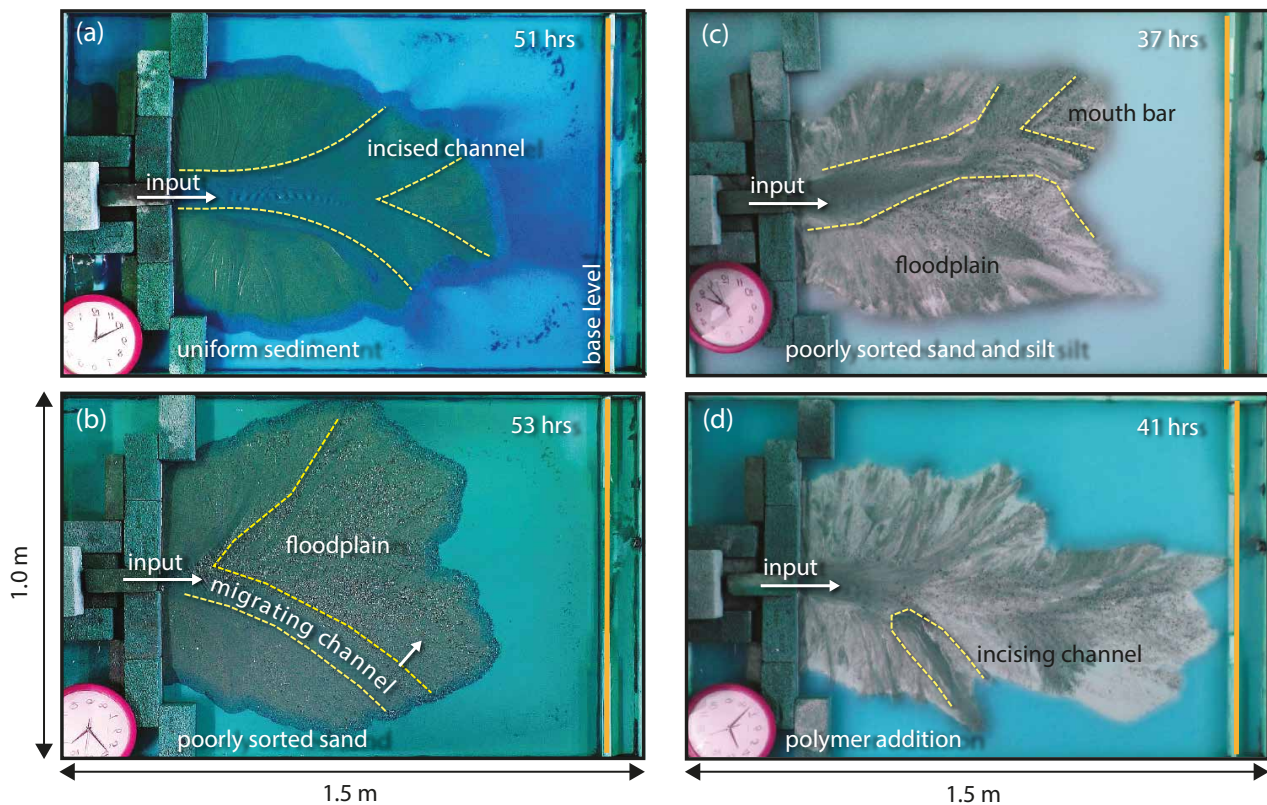 (a)
51 hrs
incised channel
input
base level
uniform sediment
(b)
53 hrs
floodplain
input
migrating channel
poorly sorted sand
1.0 m
1.5 m
(c)
37 hrs
mouth bar
input
floodplain
poorly sorted sand and silt
(d)
41 hrs
input
incising channel
polymer addition
1.5 m